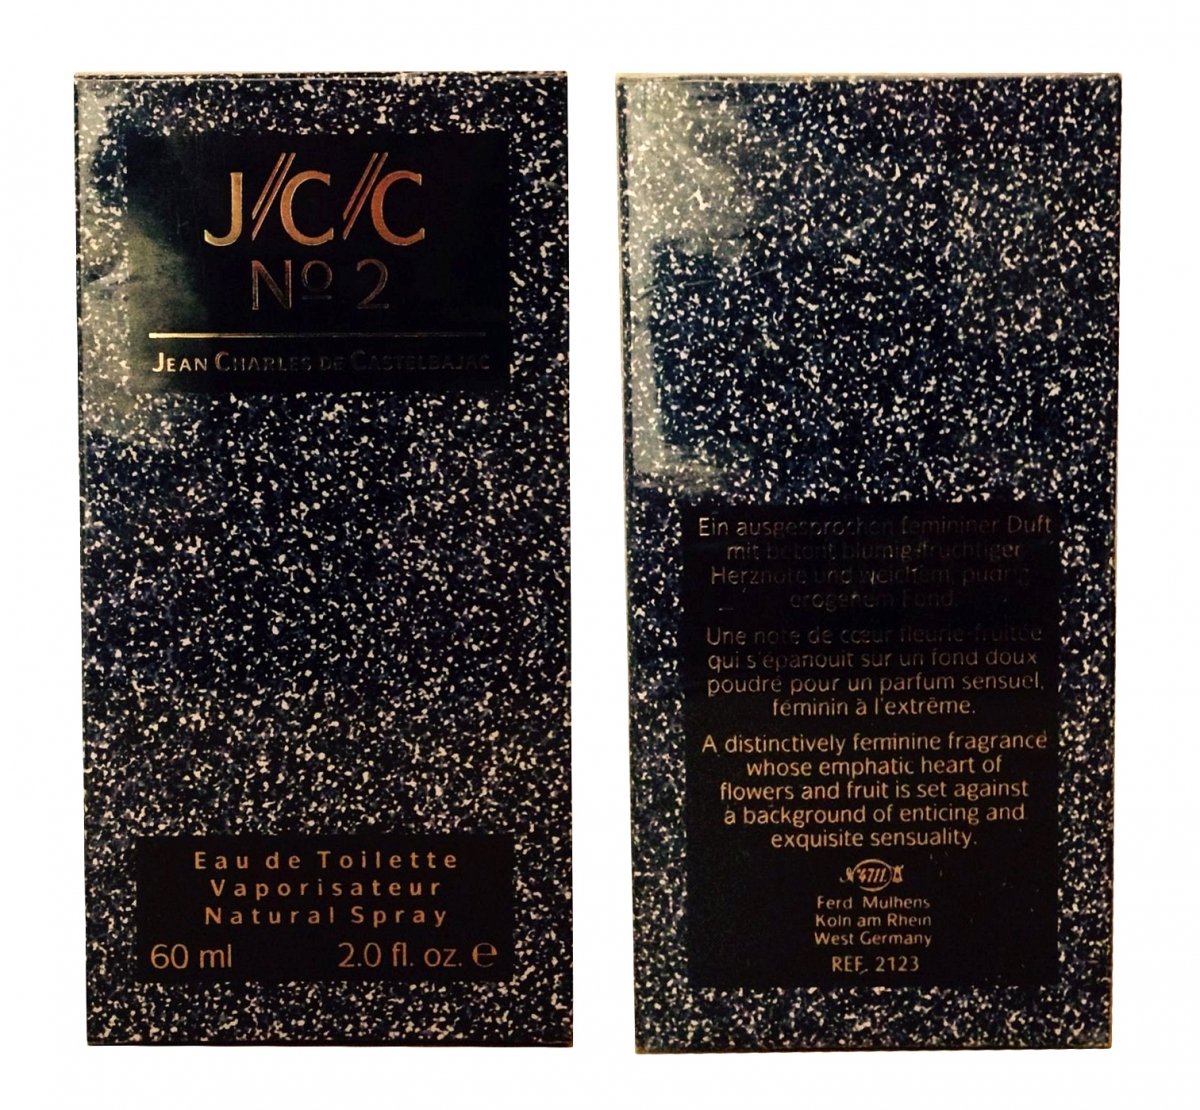 J//C//C
Nº 2
JEAN CHARLES DE CASTELBAJAC
Eau de Toilette
Vaporisateur
Natural Spray
60 ml 2.0 fl. oz. ℮
Ein ausgesprochen femininer Duft
mit betont blumig-fruchtiger
Herznote und weichem, pudrig-
erogenem Fond.
Une note de cœur fleurie-fruitée
qui s'épanouit sur un fond doux
poudré pour un parfum sensuel,
féminin à l'extrême.
A distinctively feminine fragrance
whose emphatic heart of
flowers and fruit is set against
a background of enticing and
exquisite sensuality.
Nº 4711.
Ferd. Mülhens
Köln am Rhein
West Germany
REF. 2123